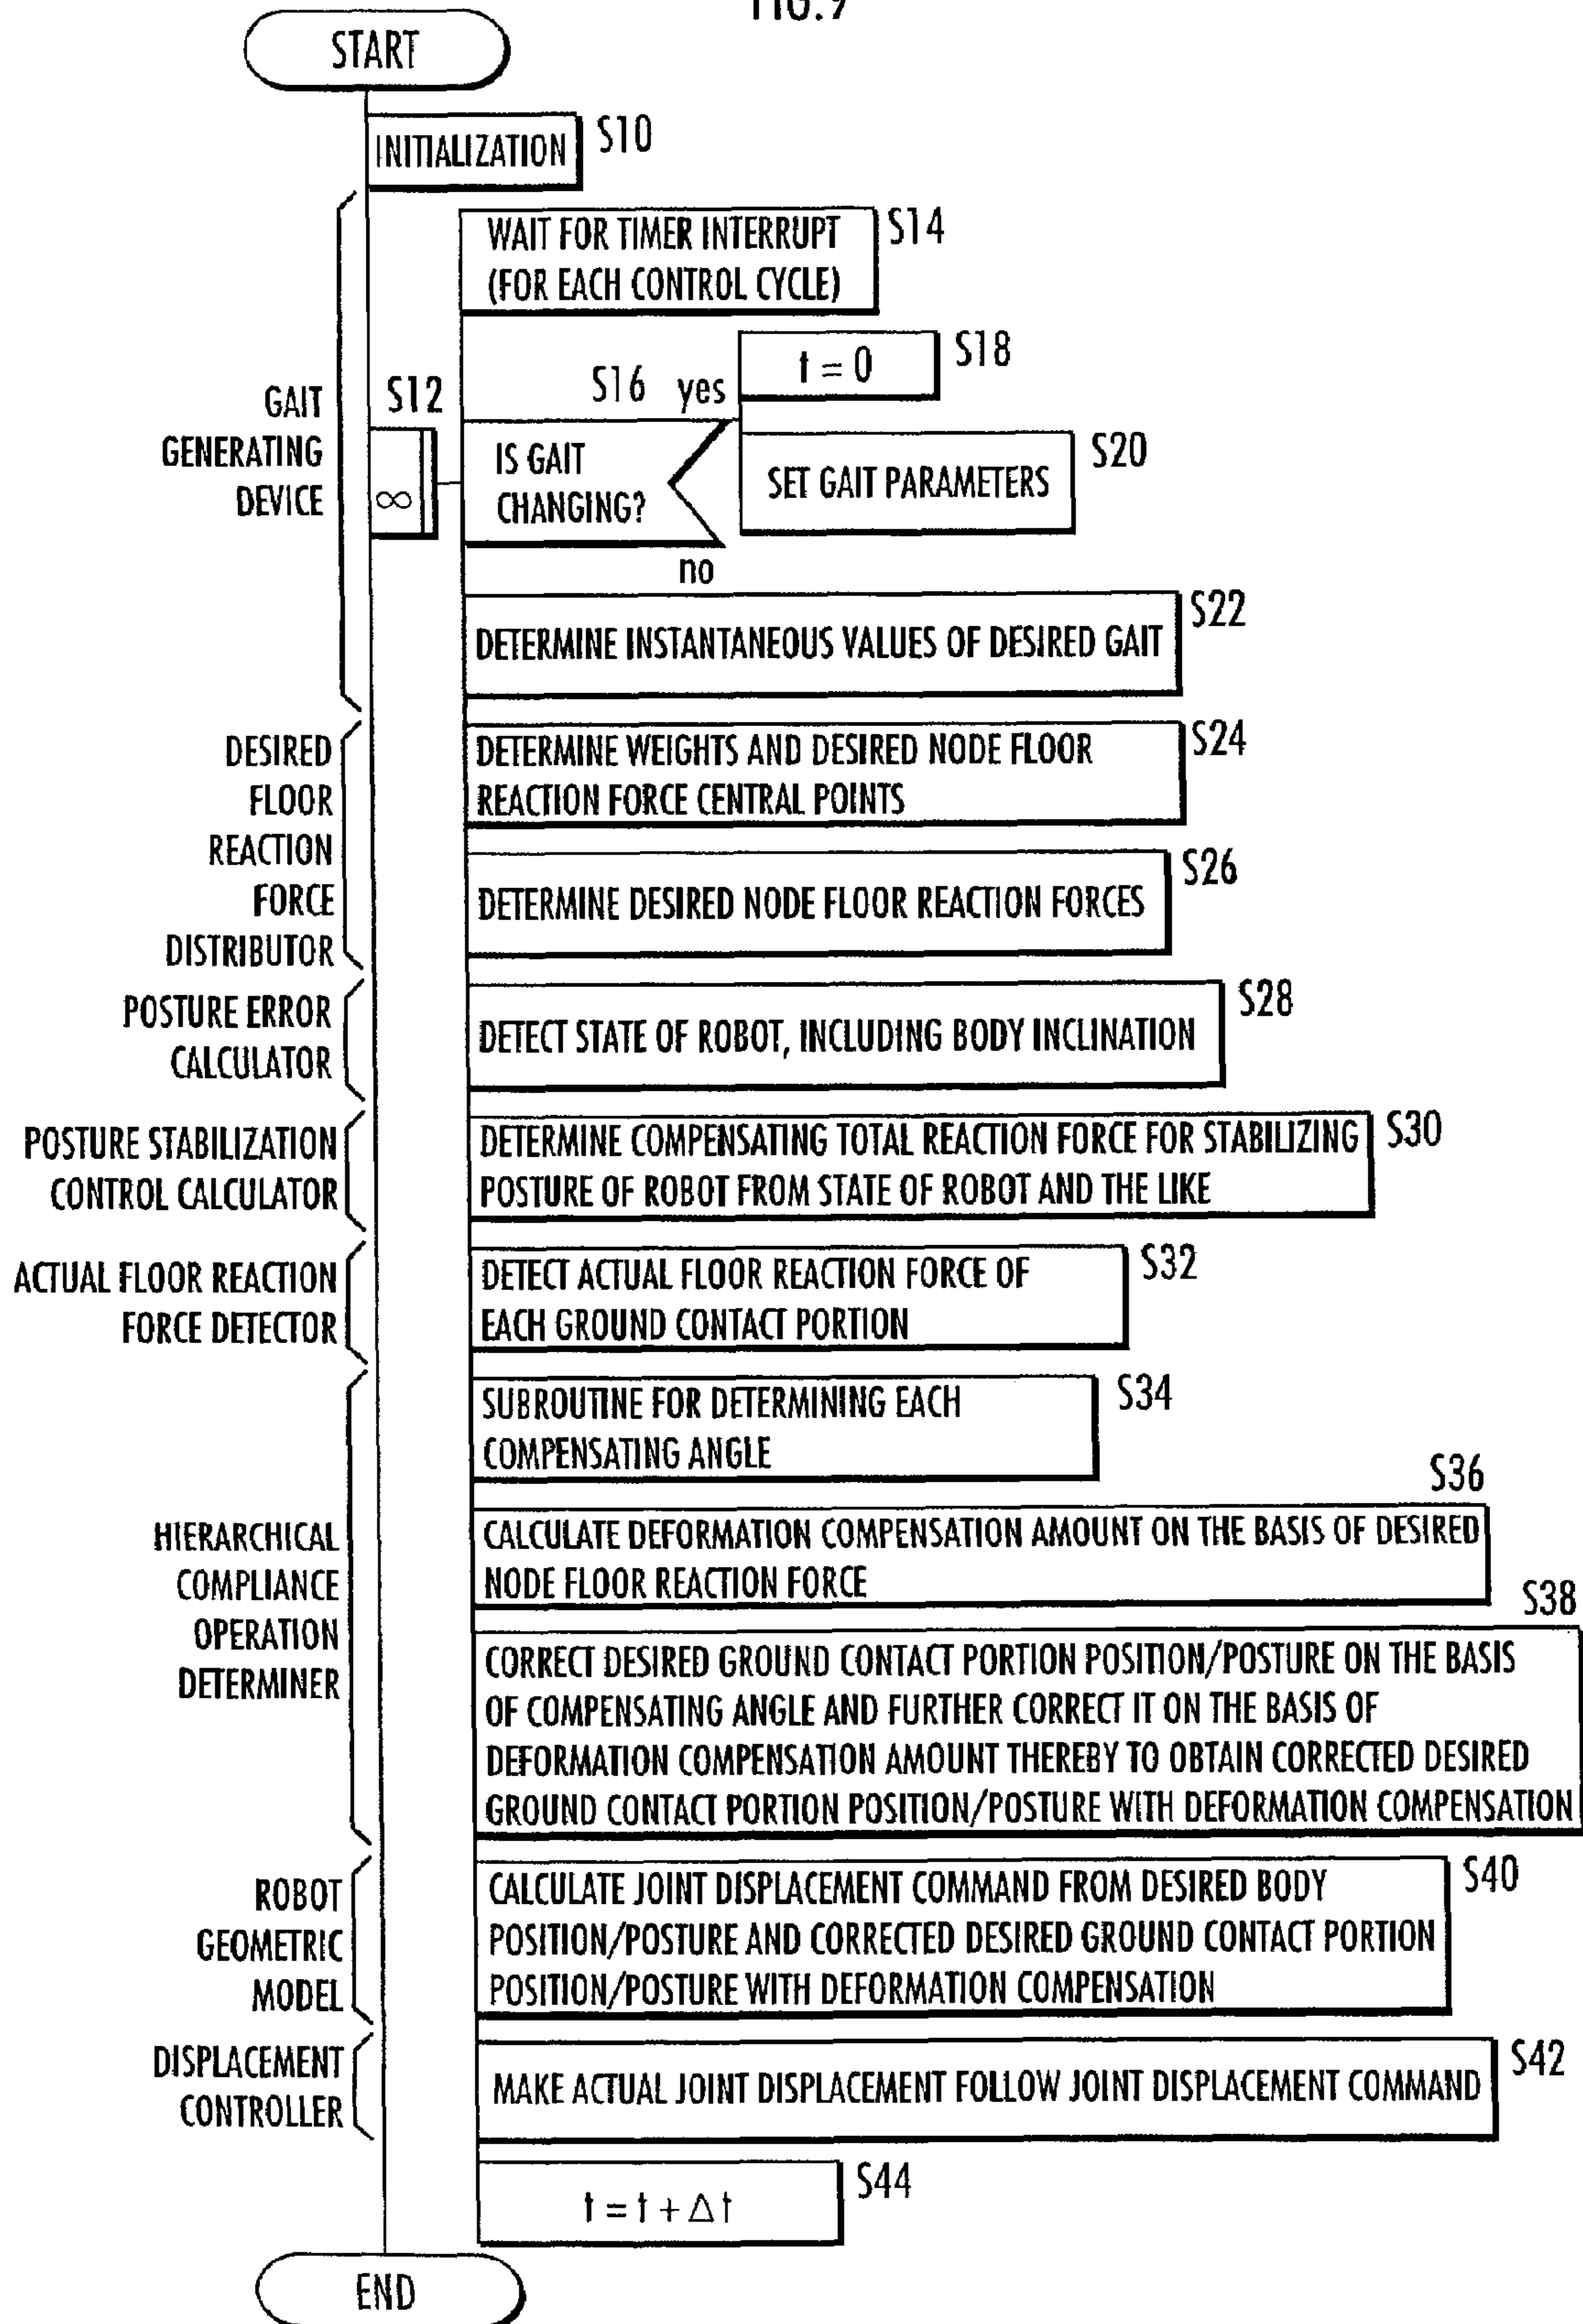 FIG.9
START
INITIALIZATION
S10
WAIT FOR TIMER INTERRUPT
(FOR EACH CONTROL CYCLE)
S14
t = 0
S18
S16
yes
S12
∞
IS GAIT
CHANGING?
SET GAIT PARAMETERS
S20
no
GAIT
GENERATING
DEVICE
DETERMINE INSTANTANEOUS VALUES OF DESIRED GAIT
S22
DESIRED
FLOOR
REACTION
FORCE
DISTRIBUTOR
DETERMINE WEIGHTS AND DESIRED NODE FLOOR
REACTION FORCE CENTRAL POINTS
S24
DETERMINE DESIRED NODE FLOOR REACTION FORCES
S26
POSTURE ERROR
CALCULATOR
DETECT STATE OF ROBOT, INCLUDING BODY INCLINATION
S28
POSTURE STABILIZATION
CONTROL CALCULATOR
DETERMINE COMPENSATING TOTAL REACTION FORCE FOR STABILIZING
POSTURE OF ROBOT FROM STATE OF ROBOT AND THE LIKE
S30
ACTUAL FLOOR REACTION
FORCE DETECTOR
DETECT ACTUAL FLOOR REACTION FORCE OF
EACH GROUND CONTACT PORTION
S32
HIERARCHICAL
COMPLIANCE
OPERATION
DETERMINER
SUBROUTINE FOR DETERMINING EACH
COMPENSATING ANGLE
S34
S36
CALCULATE DEFORMATION COMPENSATION AMOUNT ON THE BASIS OF DESIRED
NODE FLOOR REACTION FORCE
S38
CORRECT DESIRED GROUND CONTACT PORTION POSITION/POSTURE ON THE BASIS
OF COMPENSATING ANGLE AND FURTHER CORRECT IT ON THE BASIS OF
DEFORMATION COMPENSATION AMOUNT THEREBY TO OBTAIN CORRECTED DESIRED
GROUND CONTACT PORTION POSITION/POSTURE WITH DEFORMATION COMPENSATION
ROBOT
GEOMETRIC
MODEL
CALCULATE JOINT DISPLACEMENT COMMAND FROM DESIRED BODY
POSITION/POSTURE AND CORRECTED DESIRED GROUND CONTACT PORTION
POSITION/POSTURE WITH DEFORMATION COMPENSATION
S40
DISPLACEMENT
CONTROLLER
MAKE ACTUAL JOINT DISPLACEMENT FOLLOW JOINT DISPLACEMENT COMMAND
S42
t = t + Δt
S44
END